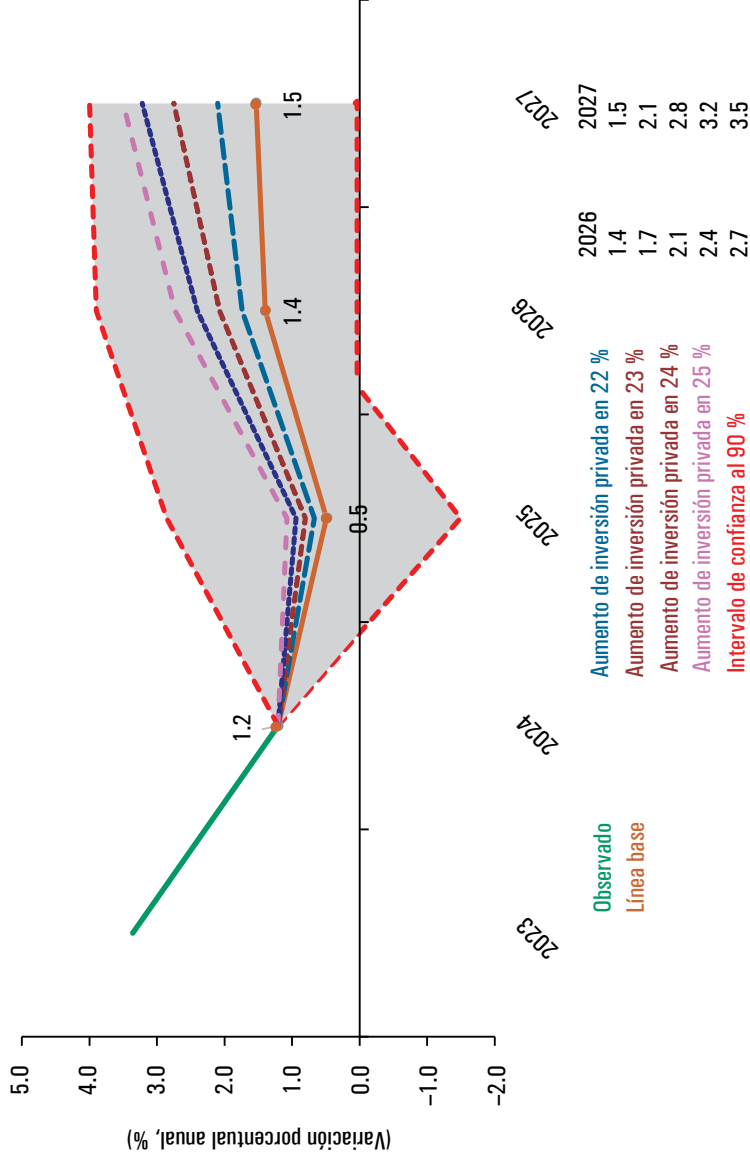 (Variación porcentual anual, %)
5.0
4.0
3.0
2.0
1.0
0.0
−1.0
−2.0
1.2
0.5
1.4
1.5
2023
2024
2025
2026
2027
Observado
Línea base
Aumento de inversión privada en 22 %
Aumento de inversión privada en 23 %
Aumento de inversión privada en 24 %
Aumento de inversión privada en 25 %
Intervalo de confianza al 90 %
2026 2027
1.4 1.5
1.7 2.1
2.1 2.8
2.4 3.2
2.7 3.5